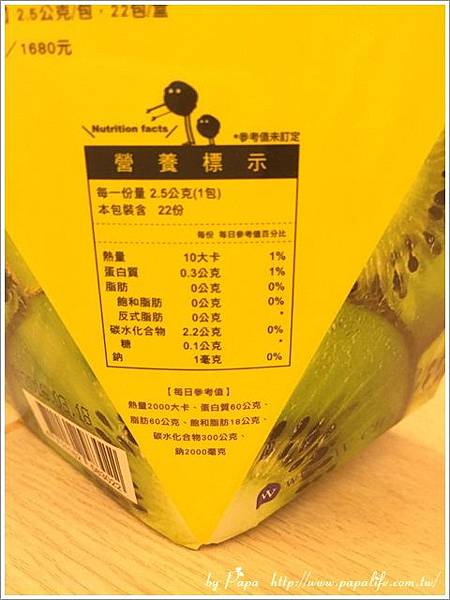 2.5公克/包，22包/盒
/1680元
Nutrition facts
*參考值未訂定
營養標示
每一份量 2.5公克(1包)
本包裝含 22份
每份 每日參考值百分比
熱量 10大卡 1%
蛋白質 0.3公克 1%
脂肪 0公克 0%
飽和脂肪 0公克 0%
反式脂肪 0公克 *
碳水化合物 2.2公克 0%
糖 0.1公克 *
鈉 1毫克 0%
【每日參考值】
熱量2000大卡、蛋白質60公克、
脂肪60公克、飽和脂肪18公克、
碳水化合物300公克、
鈉2000毫克
by Papa http://www.papalife.com.tw/